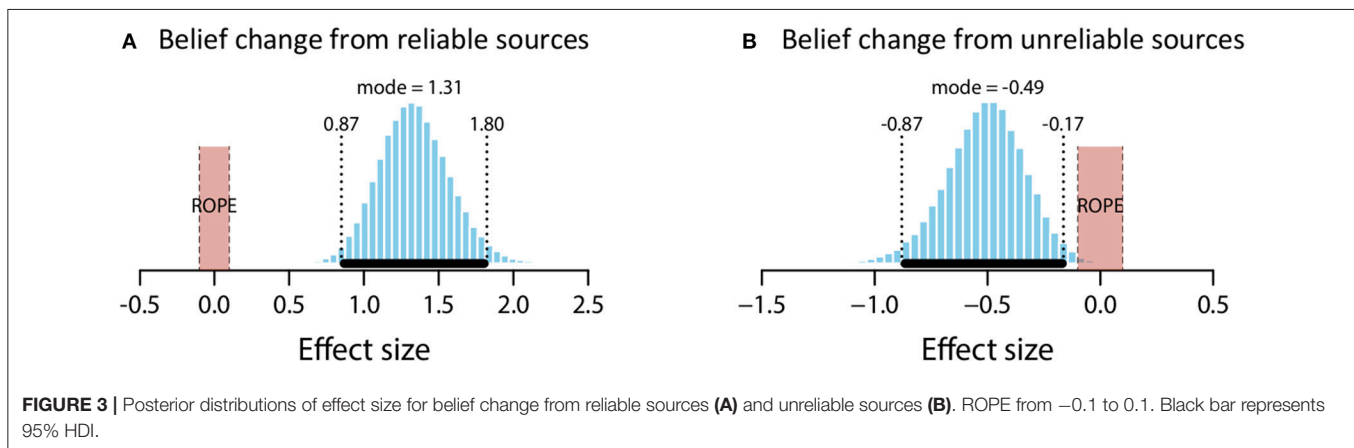 A Belief change from reliable sources
mode = 1.31
0.87 1.80
ROPE
-0.5 0.0 0.5 1.0 1.5 2.0 2.5
Effect size
B Belief change from unreliable sources
mode = -0.49
-0.87 -0.17
ROPE
−1.5 −1.0 −0.5 0.0 0.5
Effect size
FIGURE 3 | Posterior distributions of effect size for belief change from reliable sources (A) and unreliable sources (B). ROPE from −0.1 to 0.1. Black bar represents
95% HDI.